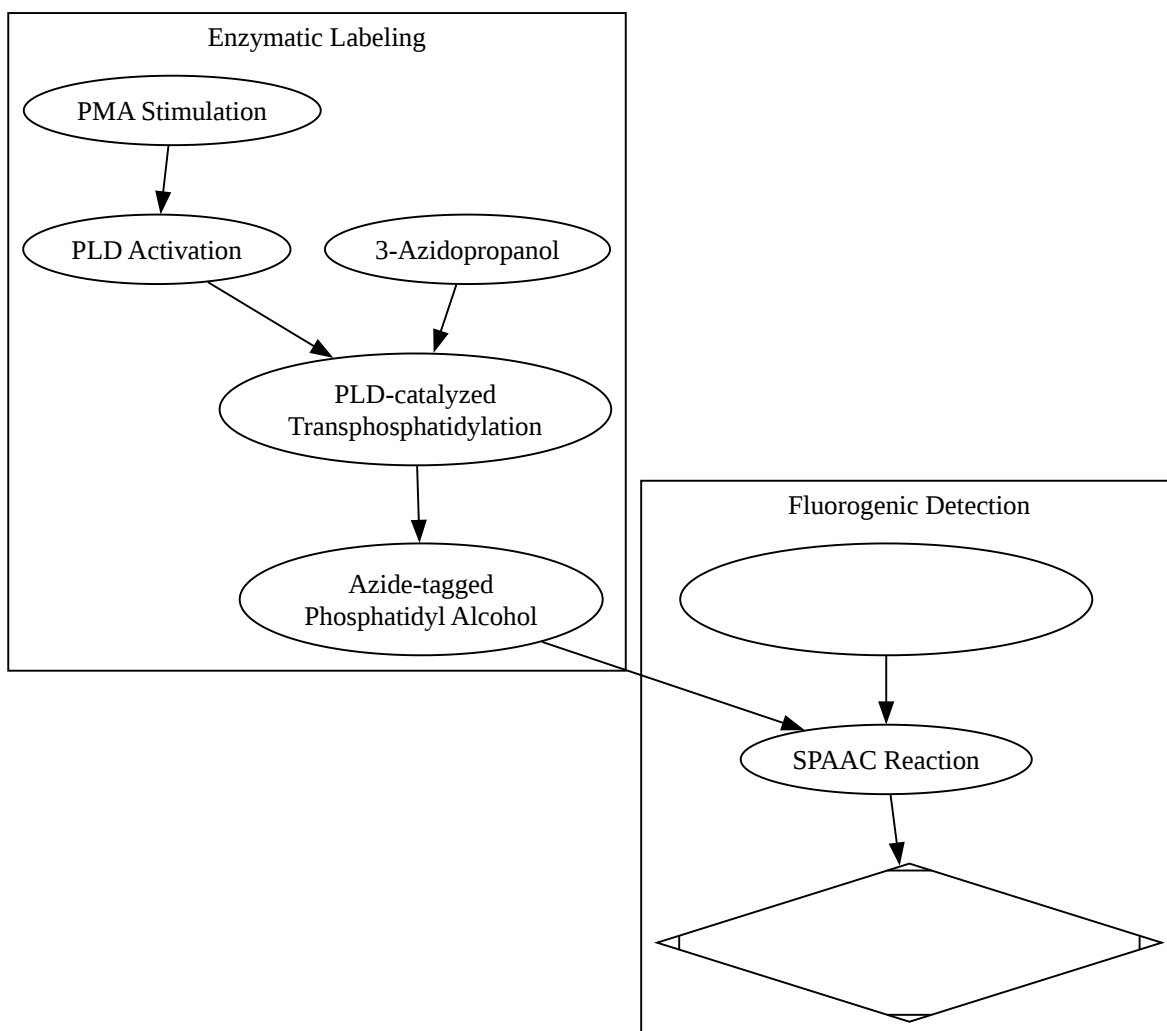 Enzymatic Labeling
PMA Stimulation
PLD Activation
3-Azidopropanol
PLD-catalyzed
Transphosphatidylation
Azide-tagged
Phosphatidyl Alcohol
Fluorogenic Detection
SPAAC Reaction